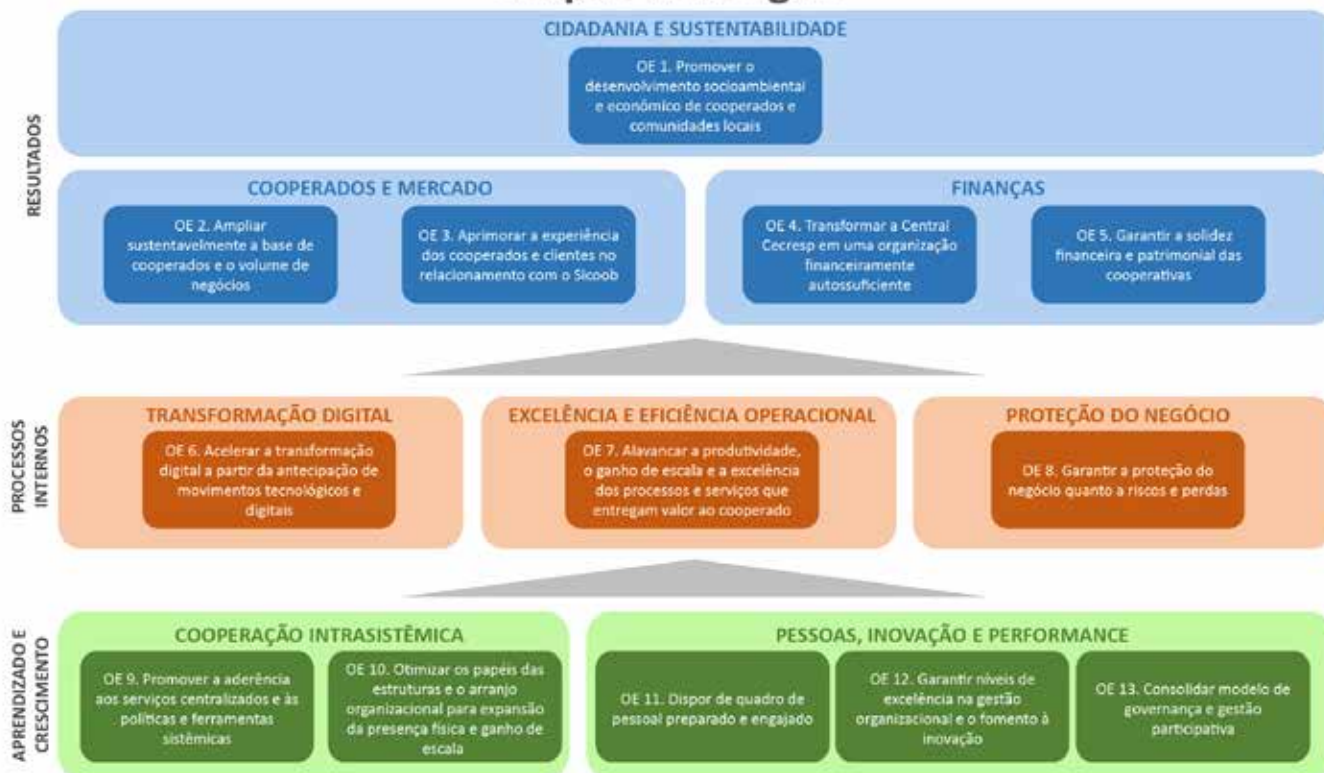 CIDADANIA E SUSTENTABILIDADE
OE 1. Promover o
desenvolvimento socioambiental
e econômico de cooperados e
comunidades locais
RESULTADOS
COOPERADOS E MERCADO
OE 2. Ampliar
sustentavelmente a base de
cooperados e o volume de
negócios
OE 3. Aprimorar a experiência
dos cooperados e clientes no
relacionamento com o Sicoob
FINANÇAS
OE 4. Transformar a Central
Cecresp em uma organização
financeiramente
autossuficiente
OE 5. Garantir a solidez
financeira e patrimonial das
cooperativas
PROCESSOS
INTERNOS
TRANSFORMAÇÃO DIGITAL
OE 6. Acelerar a transformação
digital a partir da antecipação de
movimentos tecnológicos e
digitais
EXCELÊNCIA E EFICIÊNCIA OPERACIONAL
OE 7. Alavancar a produtividade,
o ganho de escala e a excelência
dos processos e serviços que
entregam valor ao cooperado
PROTEÇÃO DO NEGÓCIO
OE 8. Garantir a proteção do
negócio quanto a riscos e perdas
APRENDIZADO E
CRESCIMENTO
COOPERAÇÃO INTRASISTÊMICA
OE 9. Promover a aderência
aos serviços centralizados e às
políticas e ferramentas
sistêmicas
OE 10. Otimizar os papéis das
estruturas e o arranjo
organizacional para expansão
da presença física e ganho de
escala
PESSOAS, INOVAÇÃO E PERFORMANCE
OE 11. Dispor de quadro de
pessoal preparado e engajado
OE 12. Garantir níveis de
excelência na gestão
organizacional e o fomento à
inovação
OE 13. Consolidar modelo de
governança e gestão
participativa